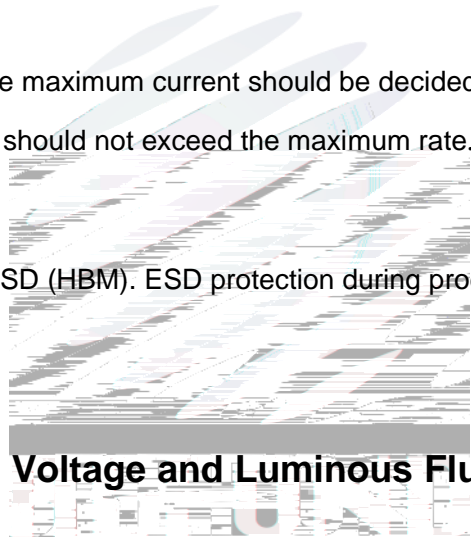 e maximum current should be decided
should not exceed the maximum rate.
SD (HBM). ESD protection during pro
Voltage and Luminous Flu